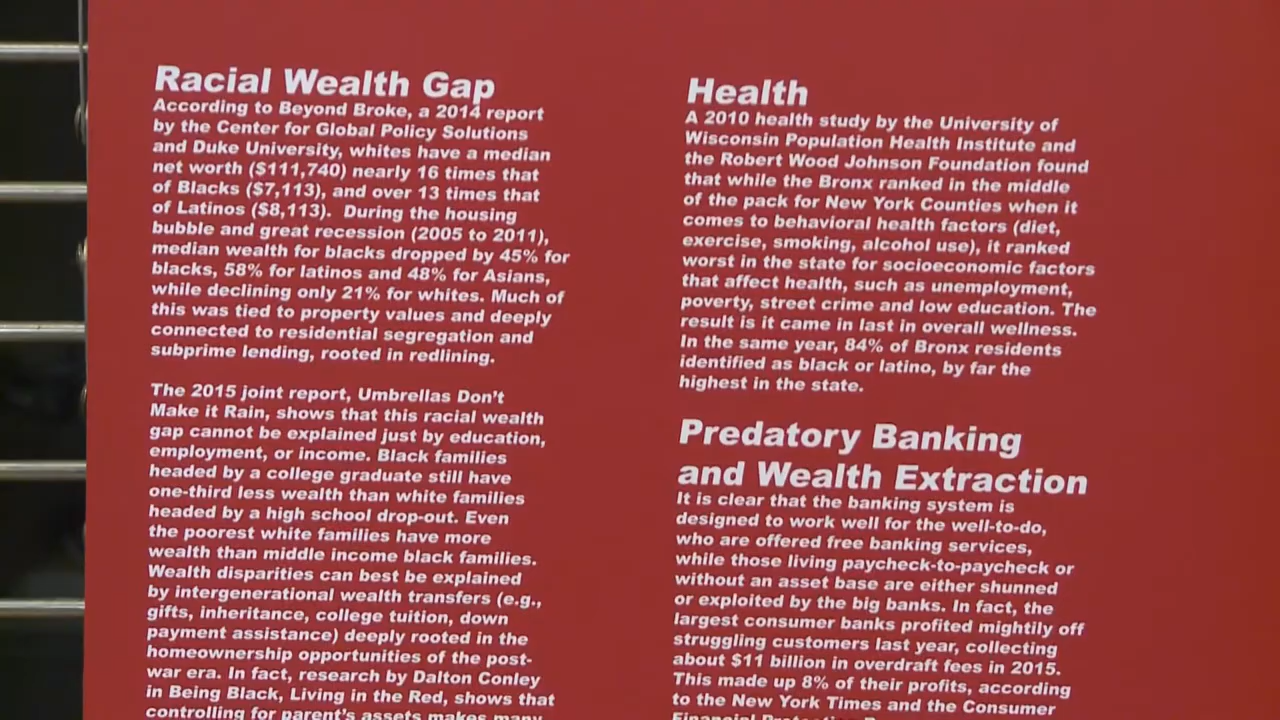 Racial Wealth Gap
According to Beyond Broke, a 2014 report
by the Center for Global Policy Solutions
and Duke University, whites have a median
net worth ($111,740) nearly 16 times that
of Blacks ($7,113), and over 13 times that
of Latinos ($8,113). During the housing
bubble and great recession (2005 to 2011),
median wealth for blacks dropped by 45% for
blacks, 58% for latinos and 48% for Asians,
while declining only 21% for whites. Much of
this was tied to property values and deeply
connected to residential segregation and
subprime lending, rooted in redlining.
The 2015 joint report, Umbrellas Don't
Make it Rain, shows that this racial wealth
gap cannot be explained just by education,
employment, or income. Black families
headed by a college graduate still have
one-third less wealth than white families
headed by a high school drop-out. Even
the poorest white families have more
wealth than middle income black families.
Wealth disparities can best be explained
by intergenerational wealth transfers (e.g.,
gifts, inheritance, college tuition, down
payment assistance) deeply rooted in the
homeownership opportunities of the post-
war era. In fact, research by Dalton Conley
in Being Black, Living in the Red, shows that
controlling for parent's assets makes many
Health
A 2010 health study by the University of
Wisconsin Population Health Institute and
the Robert Wood Johnson Foundation found
that while the Bronx ranked in the middle
of the pack for New York Counties when it
comes to behavioral health factors (diet,
exercise, smoking, alcohol use), it ranked
worst in the state for socioeconomic factors
that affect health, such as unemployment,
poverty, street crime and low education. The
result is it came in last in overall wellness.
In the same year, 84% of Bronx residents
identified as black or latino, by far the
highest in the state.
Predatory Banking
and Wealth Extraction
It is clear that the banking system is
designed to work well for the well-to-do,
who are offered free banking services,
while those living paycheck-to-paycheck or
without an asset base are either shunned
or exploited by the big banks. In fact, the
largest consumer banks profited mightily off
struggling customers last year, collecting
about $11 billion in overdraft fees in 2015.
This made up 8% of their profits, according
to the New York Times and the Consumer